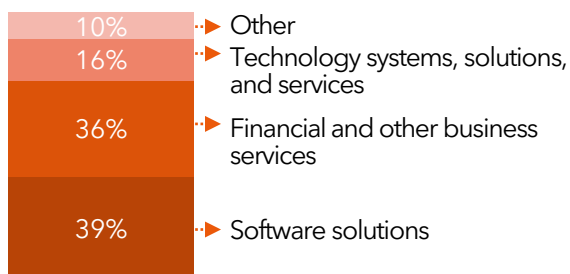 10%
Other
16%
Technology systems, solutions,
and services
36%
Financial and other business
services
39%
Software solutions